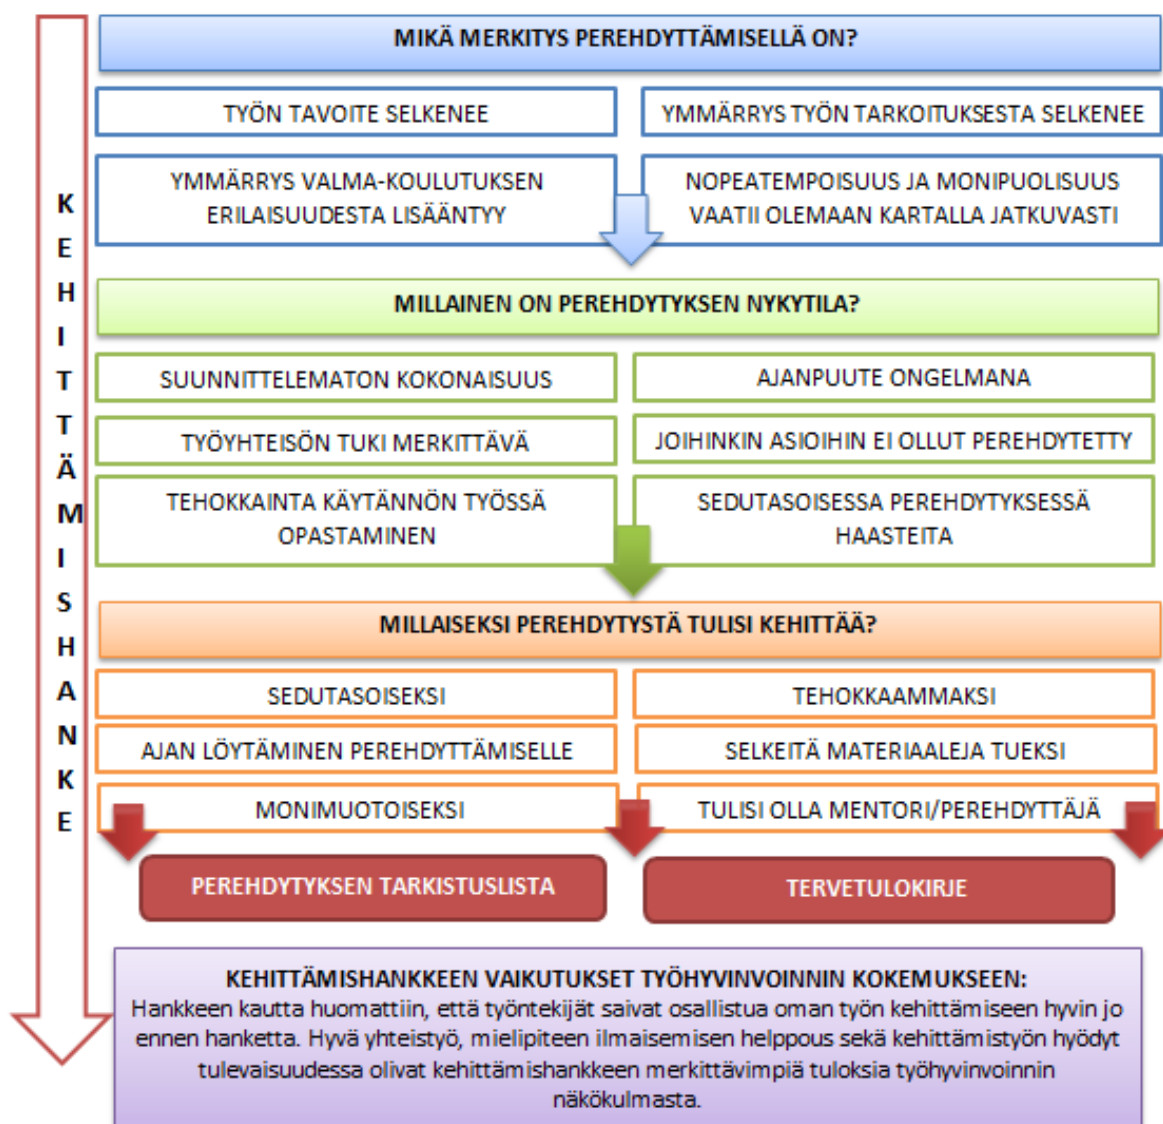 MIKÄ MERKITYS PEREHDYTTÄMISELLÄ ON?
TYÖN TAVOITE SELKENEE
YMMÄRRYS TYÖN TARKOITUKSESTA SELKENEE
YMMÄRRYS VALMA-KOULUTUKSEN
ERILAISUUDESTA LISÄÄNTYY
NOPEATEMPOISUUS JA MONIPUOLISUUS
VAATII OLEMAAN KARTALLA JATKUVASTI
MILLAINEN ON PEREHDYTYKSEN NYKYTILA?
SUUNNITTELEMATON KOKONAISUUS
AJANPUUTE ONGELMANA
TYÖYHTEISÖN TUKI MERKITTÄVÄ
JOIHINKIN ASIOIHIN EI OLLUT PEREHDYTETTY
TEHOKKAINTA KÄYTÄNNÖN TYÖSSÄ
OPASTAMINEN
SEDUTASOISESSA PEREHDYTYKSESSÄ
HAASTEITA
MILLAISEKSI PEREHDYTYSTÄ TULISI KEHITTÄÄ?
SEDUTASOISEKSI
TEHOKKAAMMAKSI
AJAN LÖYTÄMINEN PEREHDYTTÄMISELLE
SELKEITÄ MATERIAALEJA TUEKSI
MONIMUOTOISEKSI
TULISI OLLA MENTORI/PEREHDYTTÄJÄ
PEREHDYTYKSEN TARKISTUSLISTA
TERVETULOKIRJE
KEHITTÄMISHANKE
KEHITTÄMISHANKKEEN VAIKUTUKSET TYÖHYVINVOINNIN KOKEMUKSEEN:
Hankkeen kautta huomattiin, että työntekijät saivat osallistua oman työn kehittämiseen hyvin jo
ennen hanketta. Hyvä yhteistyö, mielipiteen ilmaisemisen helppous sekä kehittämistyön hyödyt
tulevaisuudessa olivat kehittämishankkeen merkittävimpiä tuloksia työhyvinvoinnin
näkökulmasta.